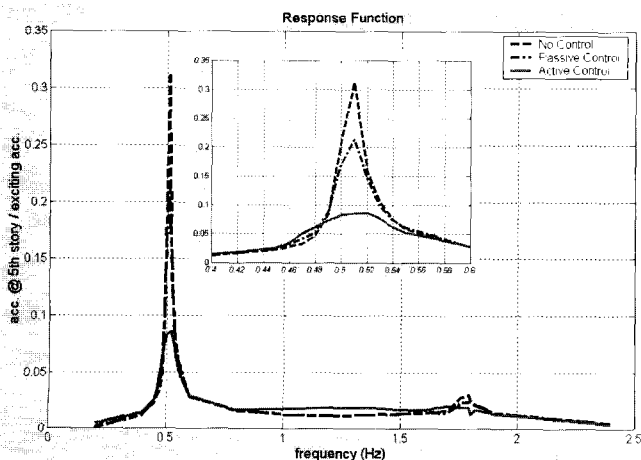 Response Function
No Control
Passive Control
Active Control
0.35
0.3
0.25
0.2
0.15
0.1
0.05
0
acc. @ 5th story / exciting acc.
0.35
0.3
0.25
0.2
0.15
0.1
0.05
0
0.4 0.42 0.44 0.46 0.48 0.5 0.52 0.54 0.56 0.58 0.6
0 0.5 1 1.5 2 2.5
frequency (Hz)